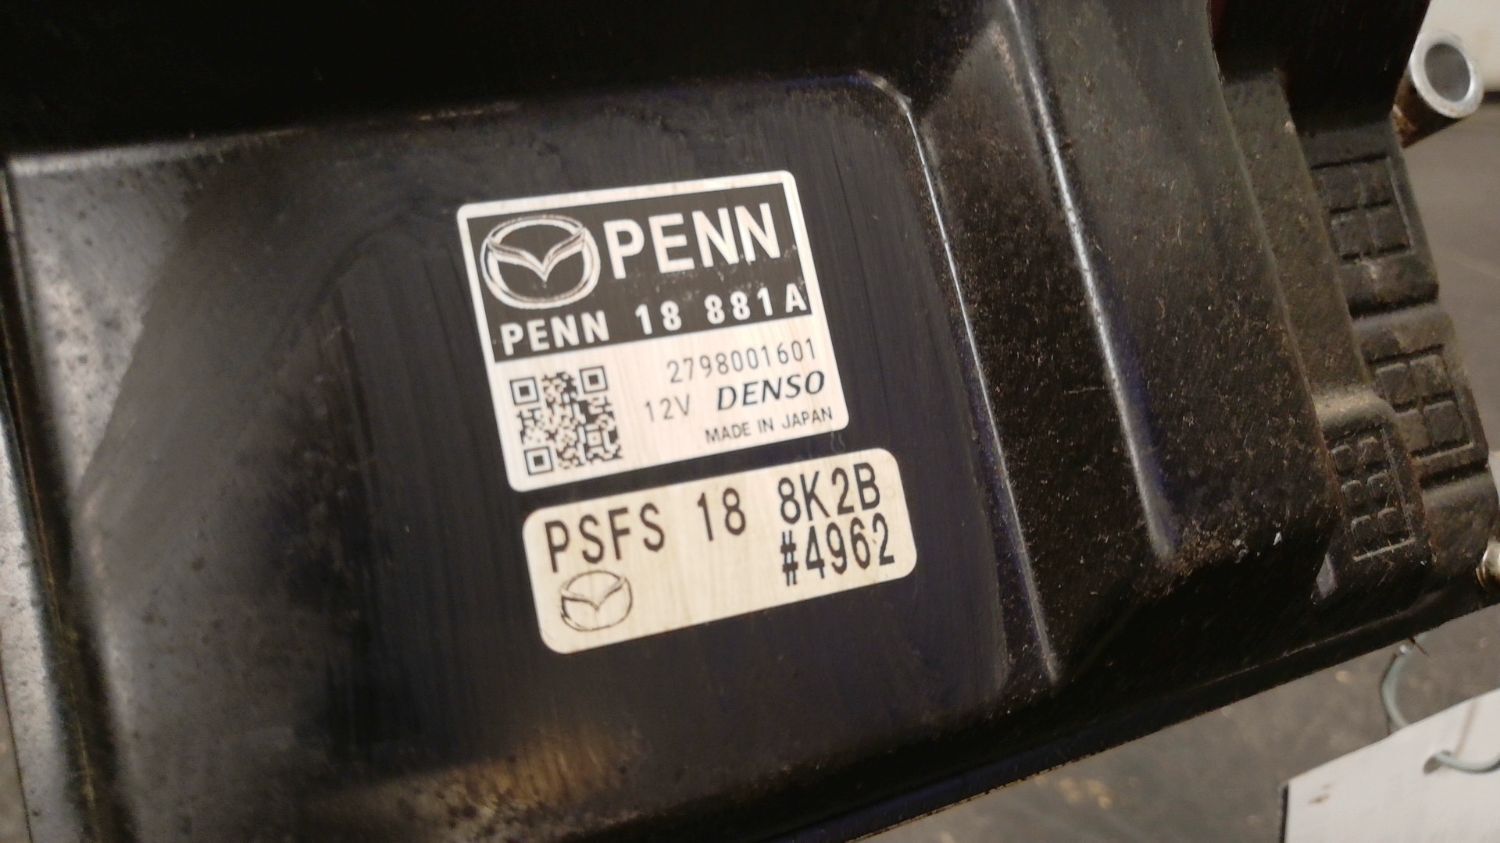 PENN
PENN 18 881A
2798001601
12V DENSO
MADE IN JAPAN
PSFS 18 8K2B
#4962